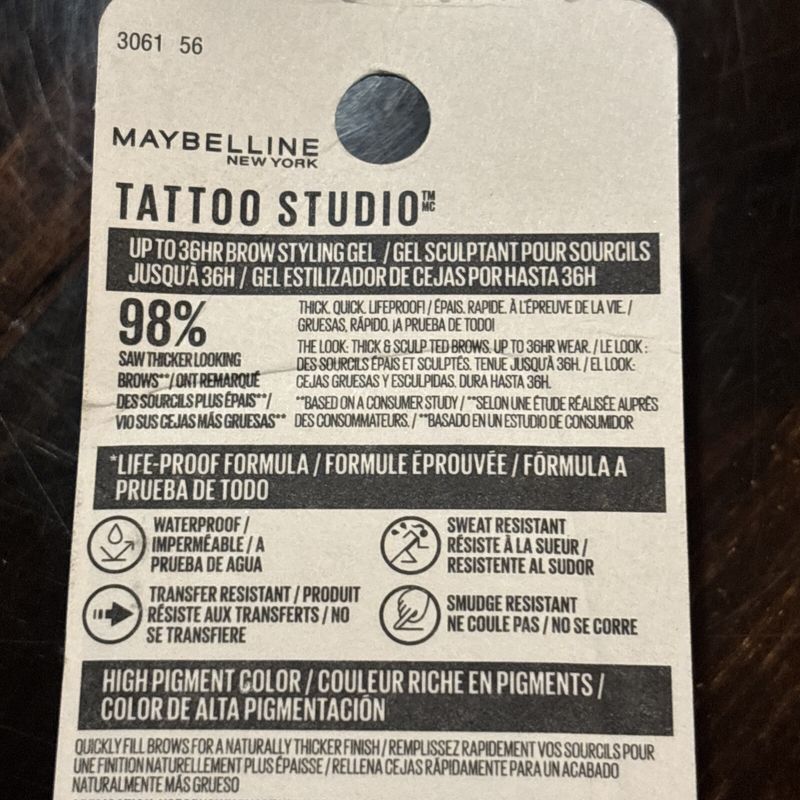 3061 56
MAYBELLINE
NEW YORK
TATTOO STUDIO™ MC
UP TO 36HR BROW STYLING GEL / GEL SCULPTANT POUR SOURCILS
JUSQU'À 36H / GEL ESTILIZADOR DE CEJAS POR HASTA 36H
98%
SAW THICKER LOOKING
BROWS**/ ONT REMARQUÉ
DES SOURCILS PLUS ÉPAIS**/
VIO SUS CEJAS MÁS GRUESAS**
THICK. QUICK. LIFEPROOF! / ÉPAIS. RAPIDE. À L'ÉPREUVE DE LA VIE. /
GRUESAS, RÁPIDO. ¡A PRUEBA DE TODO!
THE LOOK: THICK & SCULP TED BROWS. UP TO 36HR WEAR. / LE LOOK :
DES SOURCILS ÉPAIS ET SCULPTÉS. TENUE JUSQU'À 36H. / EL LOOK:
CEJAS GRUESAS Y ESCULPIDAS. DURA HASTA 36H.
**BASED ON A CONSUMER STUDY / **SELON UNE ÉTUDE RÉALISÉE AUPRÈS
DES CONSOMMATEURS. / **BASADO EN UN ESTUDIO DE CONSUMIDOR
*LIFE-PROOF FORMULA / FORMULE ÉPROUVÉE / FÓRMULA A
PRUEBA DE TODO
WATERPROOF /
IMPERMÉABLE / A
PRUEBA DE AGUA
SWEAT RESISTANT
RÉSISTE À LA SUEUR /
RESISTENTE AL SUDOR
TRANSFER RESISTANT / PRODUIT
RÉSISTE AUX TRANSFERTS / NO
SE TRANSFIERE
SMUDGE RESISTANT
NE COULE PAS / NO SE CORRE
HIGH PIGMENT COLOR / COULEUR RICHE EN PIGMENTS /
COLOR DE ALTA PIGMENTACIÓN
QUICKLY FILL BROWS FOR A NATURALLY THICKER FINISH / REMPLISSEZ RAPIDEMENT VOS SOURCILS POUR
UNE FINITION NATURELLEMENT PLUS ÉPAISSE / RELLENA CEJAS RÁPIDAMENTE PARA UN ACABADO
NATURALMENTE MÁS GRUESO